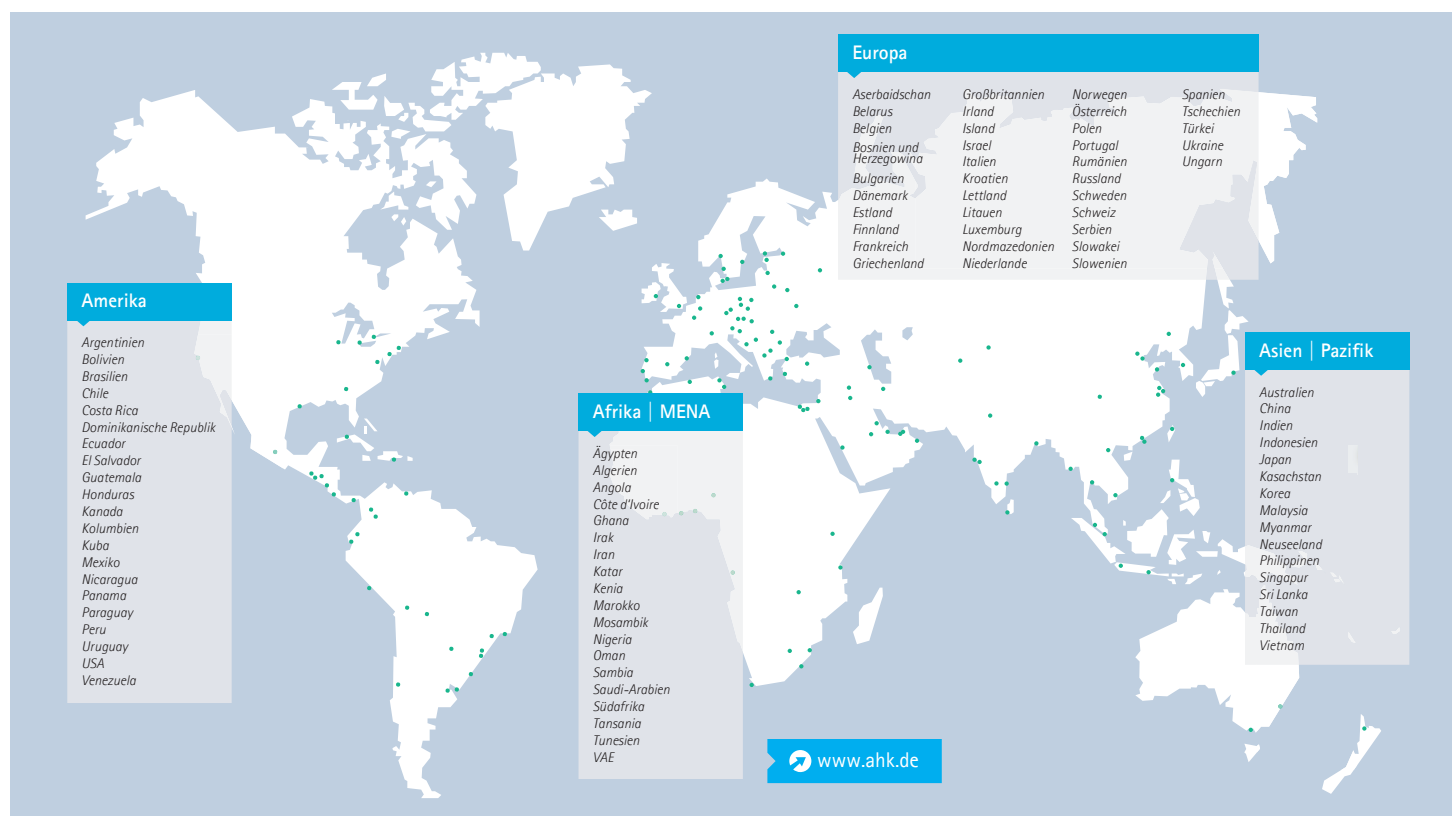 Europa
Aserbaidschan
Belarus
Belgien
Bosnien und
Herzegowina
Bulgarien
Dänemark
Estland
Finnland
Frankreich
Griechenland
Großbritannien
Irland
Island
Israel
Italien
Kroatien
Lettland
Litauen
Luxemburg
Nordmazedonien
Niederlande
Norwegen
Österreich
Polen
Portugal
Rumänien
Russland
Schweden
Schweiz
Serbien
Slowakei
Slowenien
Spanien
Tschechien
Türkei
Ukraine
Ungarn
Amerika
Argentinien
Bolivien
Brasilien
Chile
Costa Rica
Dominikanische Republik
Ecuador
El Salvador
Guatemala
Honduras
Kanada
Kolumbien
Kuba
Mexiko
Nicaragua
Panama
Paraguay
Peru
Uruguay
USA
Venezuela
Afrika | MENA
Ägypten
Algerien
Angola
Côte d'Ivoire
Ghana
Irak
Iran
Katar
Kenia
Marokko
Mosambik
Nigeria
Oman
Sambia
Saudi-Arabien
Südafrika
Tansania
Tunesien
VAE
Asien | Pazifik
Australien
China
Indien
Indonesien
Japan
Kasachstan
Korea
Malaysia
Myanmar
Neuseeland
Philippinen
Singapur
Sri Lanka
Taiwan
Thailand
Vietnam
www.ahk.de